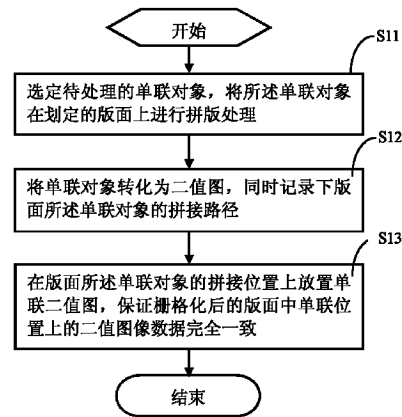 开始
S11
选定待处理的单联对象，将所述单联对象
在划定的版面上进行拼版处理
S12
将单联对象转化为二值图，同时记录下版
面所述单联对象的拼接路径
S13
在版面所述单联对象的拼接位置上放置单
联二值图，保证栅格化后的版面中单联位
置上的二值图像数据完全一致
结束